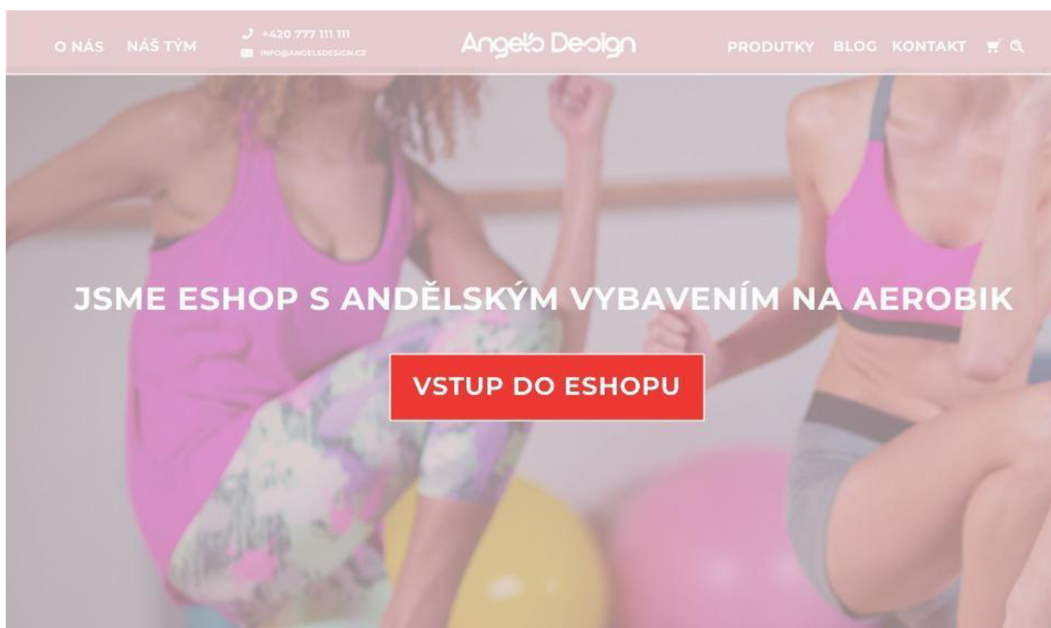 O NÁS NÁŠ TÝM
+420 777 111 111
INFO@ANGELSDESIGN.CZ
Angel's Design
PRODUTKY BLOG KONTAKT
JSME ESHOP S ANDĚLSKÝM VYBAVENÍM NA AEROBIK
VSTUP DO ESHOPU